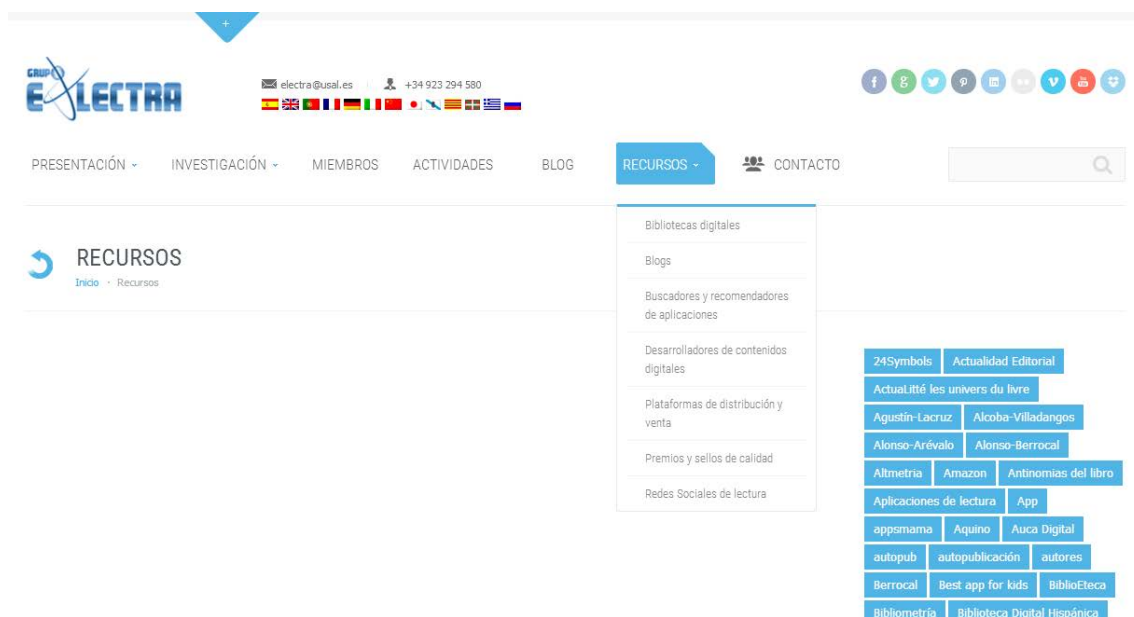 +
GRUPO
E-LECTRA
electra@usal.es
+34 923 294 580
f g p in v You
PRESENTACIÓN INVESTIGACIÓN MIEMBROS ACTIVIDADES BLOG RECURSOS CONTACTO
RECURSOS
Inicio · Recursos
Bibliotecas digitales
Blogs
Buscadores y recomendadores
de aplicaciones
Desarrolladores de contenidos
digitales
Plataformas de distribución y
venta
Premios y sellos de calidad
Redes Sociales de lectura
24Symbols Actualidad Editorial
ActuaLitté les univers du livre
Agustín-Lacruz Alcoba-Villadangos
Alonso-Arévalo Alonso-Berrocal
Altmetria Amazon Antinomias del libro
Aplicaciones de lectura App
appsmama Aquino Auca Digital
autopub autopublicación autores
Berrocal Best app for kids BiblioEteca
Bibliometría Biblioteca Digital Hispánica